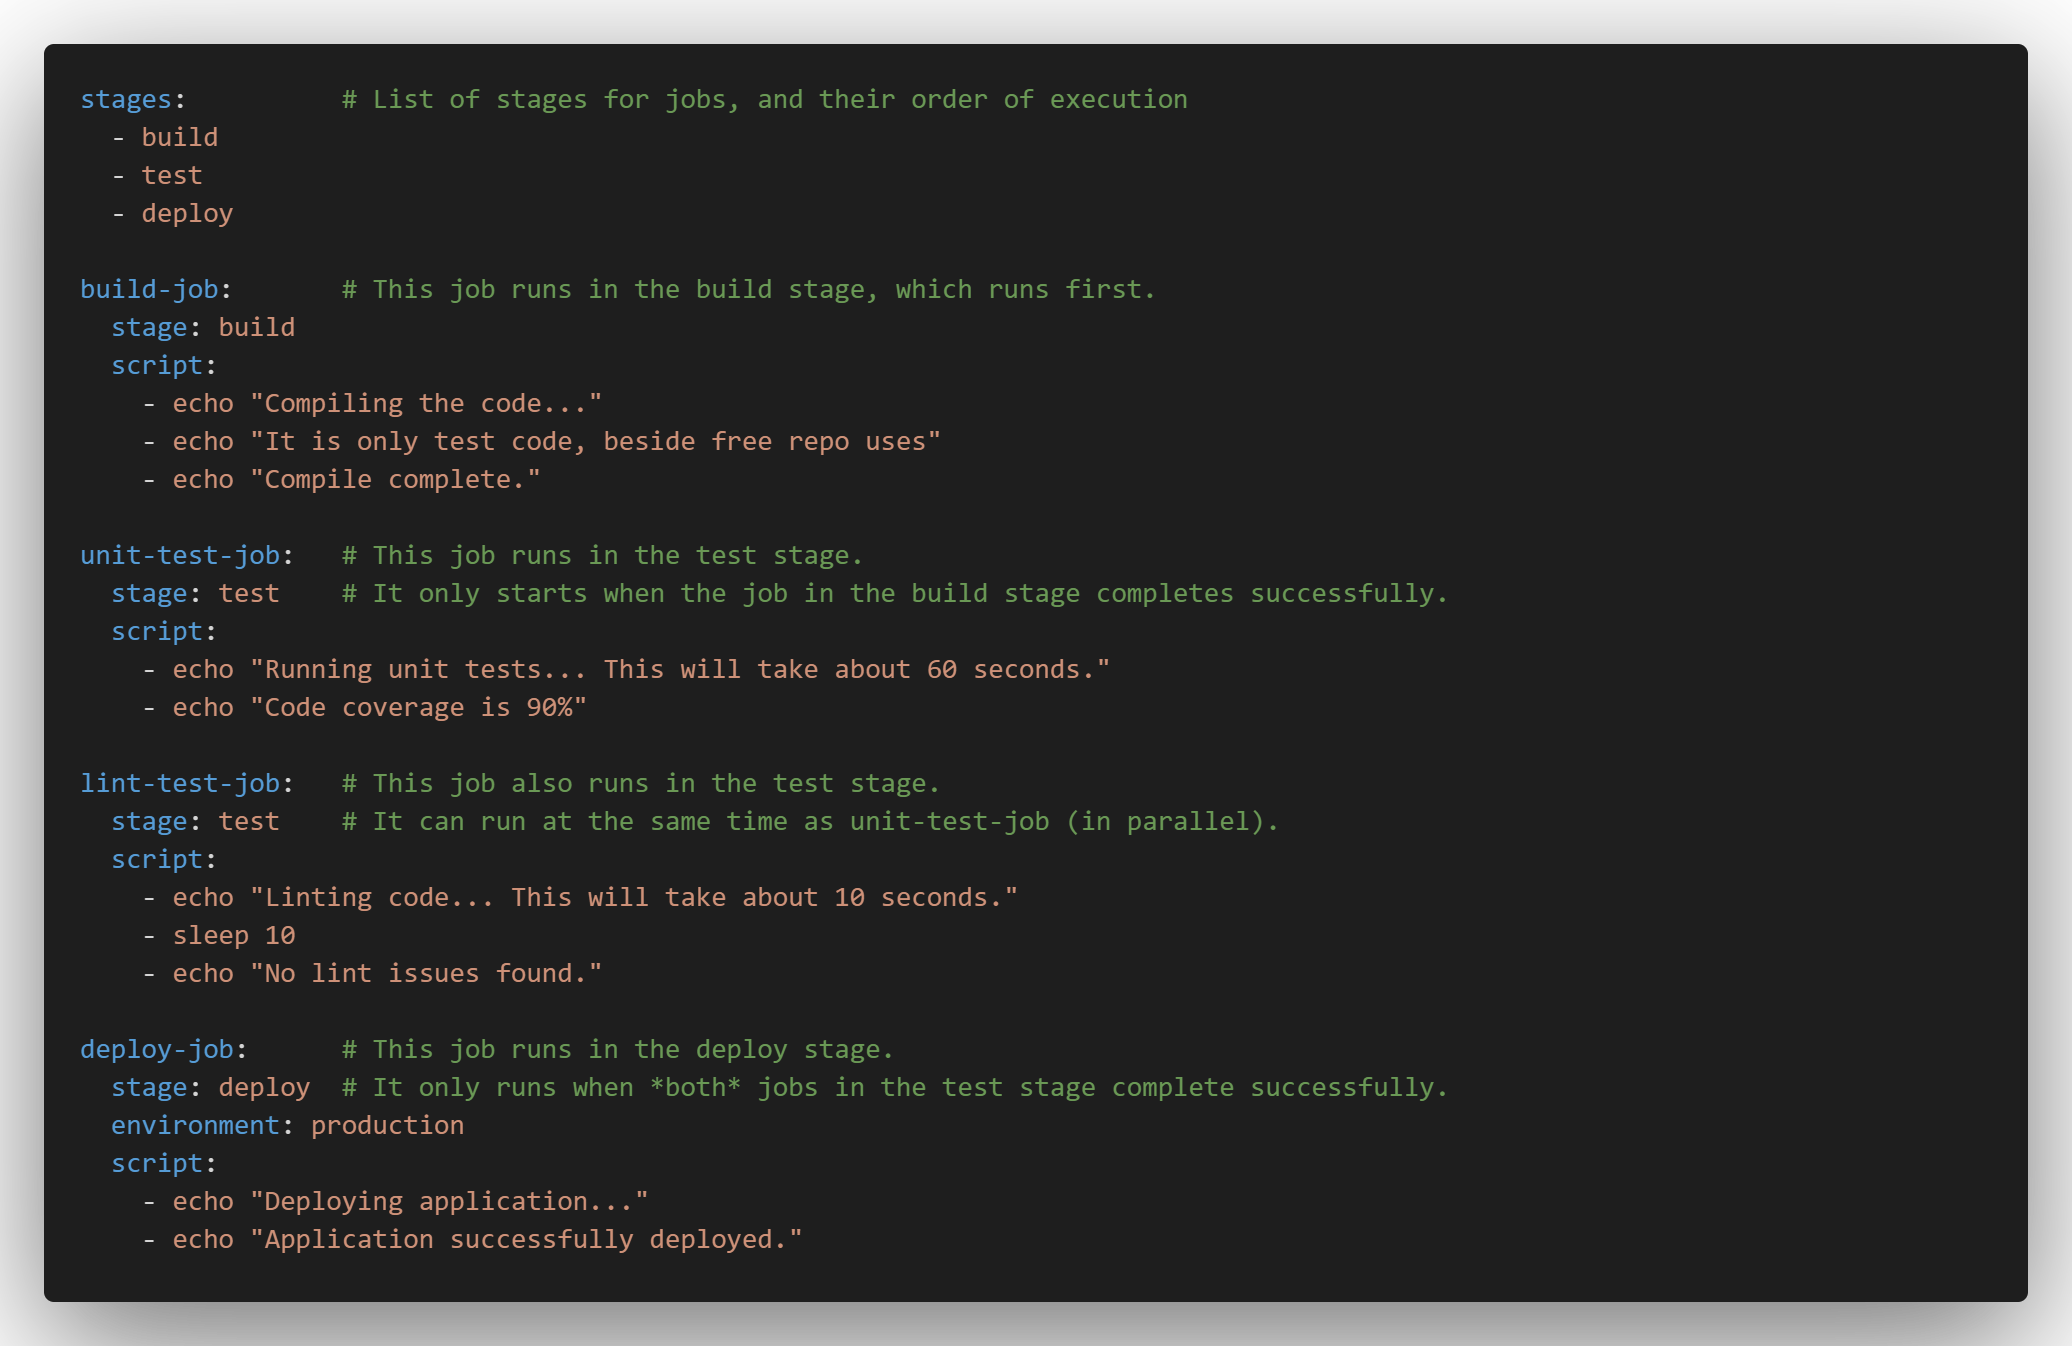 stages:          # List of stages for jobs, and their order of execution
  - build
  - test
  - deploy

build-job:       # This job runs in the build stage, which runs first.
  stage: build
  script:
    - echo "Compiling the code..."
    - echo "It is only test code, beside free repo uses"
    - echo "Compile complete."

unit-test-job:   # This job runs in the test stage.
  stage: test    # It only starts when the job in the build stage completes successfully.
  script:
    - echo "Running unit tests... This will take about 60 seconds."
    - echo "Code coverage is 90%"

lint-test-job:   # This job also runs in the test stage.
  stage: test    # It can run at the same time as unit-test-job (in parallel).
  script:
    - echo "Linting code... This will take about 10 seconds."
    - sleep 10
    - echo "No lint issues found."

deploy-job:      # This job runs in the deploy stage.
  stage: deploy  # It only runs when *both* jobs in the test stage complete successfully.
  environment: production
  script:
    - echo "Deploying application..."
    - echo "Application successfully deployed."